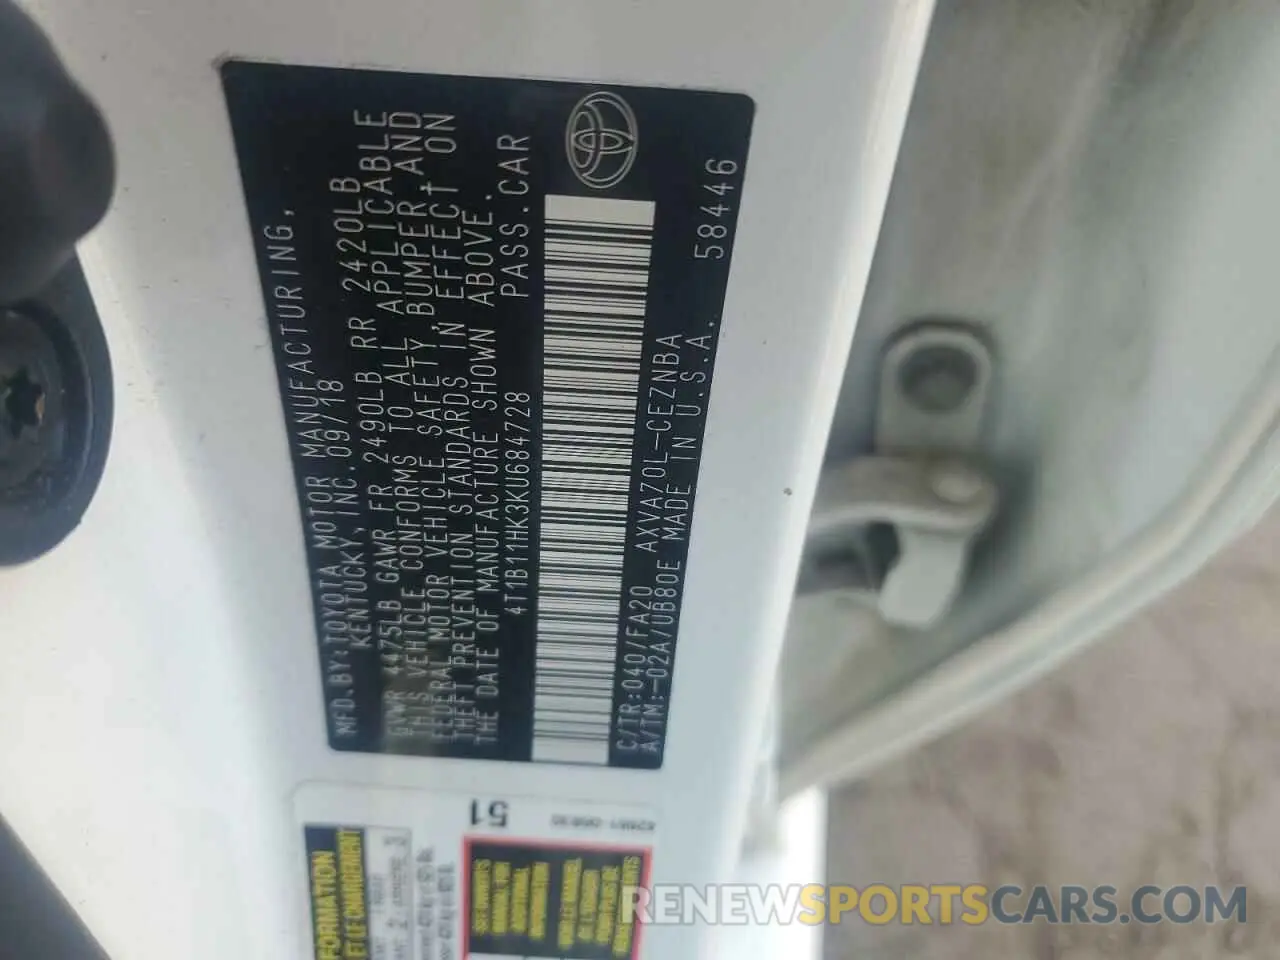 MFD.BY:TOYOTA MOTOR MANUFACTURING,
KENTUCKY, INC. 09/18
GVWR 4475LB GAWR FR 2490LB RR 2420LB
THIS VEHICLE CONFORMS TO ALL APPLICABLE
FEDERAL MOTOR VEHICLE SAFETY, BUMPER, AND
THEFT PREVENTION STANDARDS IN EFFECT ON
THE DATE OF MANUFACTURE SHOWN ABOVE.
4T1B11HK3KU684728 PASS.CAR
C/TR:040/FA20 AXVA70L-CEZNBA
A/TM:-02A/UB80E MADE IN U.S.A. 58446
51
RENEWSPORTSCARS.COM